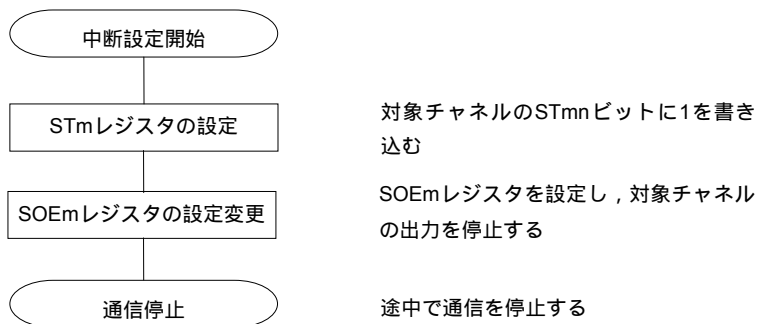 中断設定開始
STmレジスタの設定
対象チャネルのSTmnビットに1を書き
込む
SOEmレジスタの設定変更
SOEmレジスタを設定し，対象チャネル
の出力を停止する
通信停止
途中で通信を停止する